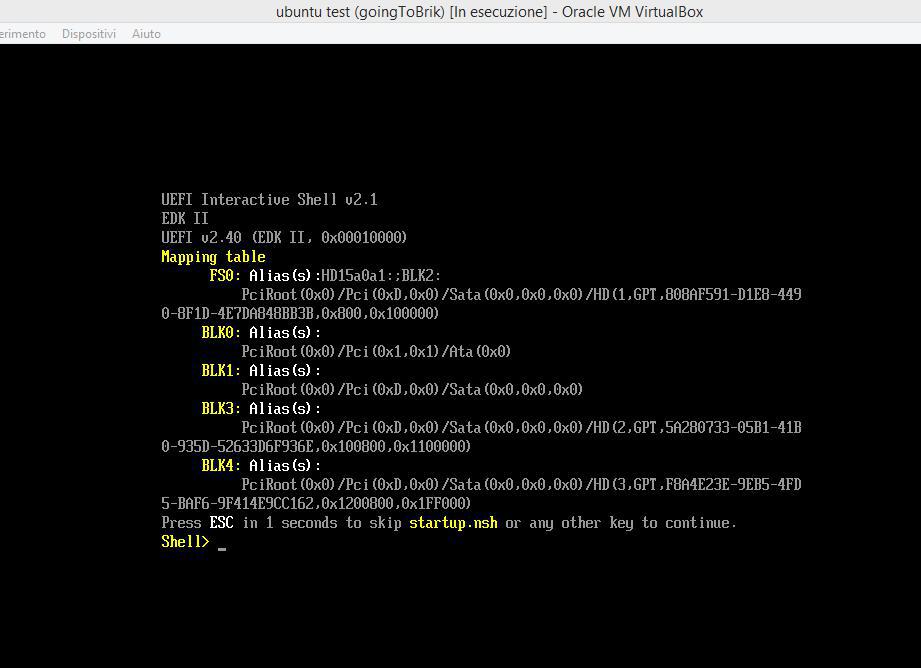 ubuntu test (goingToBrik) [In esecuzione] - Oracle VM VirtualBox
erimento Dispositivi Aiuto
UEFI Interactive Shell v2.1
EDK II
UEFI v2.40 (EDK II, 0x00010000)
Mapping table
FS0: Alias(s):HD15a0a1:;BLK2:
PciRoot(0x0)/Pci(0xD,0x0)/Sata(0x0,0x0,0x0)/HD(1,GPT,808AF591-D1E8-449
0-8F1D-4E7DA848BB3B,0x800,0x100000)
BLK0: Alias(s):
PciRoot(0x0)/Pci(0x1,0x1)/Ata(0x0)
BLK1: Alias(s):
PciRoot(0x0)/Pci(0xD,0x0)/Sata(0x0,0x0,0x0)
BLK3: Alias(s):
PciRoot(0x0)/Pci(0xD,0x0)/Sata(0x0,0x0,0x0)/HD(2,GPT,5A280733-05B1-41B
0-935D-52633D6F936E,0x100800,0x1100000)
BLK4: Alias(s):
PciRoot(0x0)/Pci(0xD,0x0)/Sata(0x0,0x0,0x0)/HD(3,GPT,F8A4E23E-9EB5-4FD
5-BAF6-9F414E9CC162,0x1200800,0x1FF000)
Press ESC in 1 seconds to skip startup.nsh or any other key to continue.
Shell> _